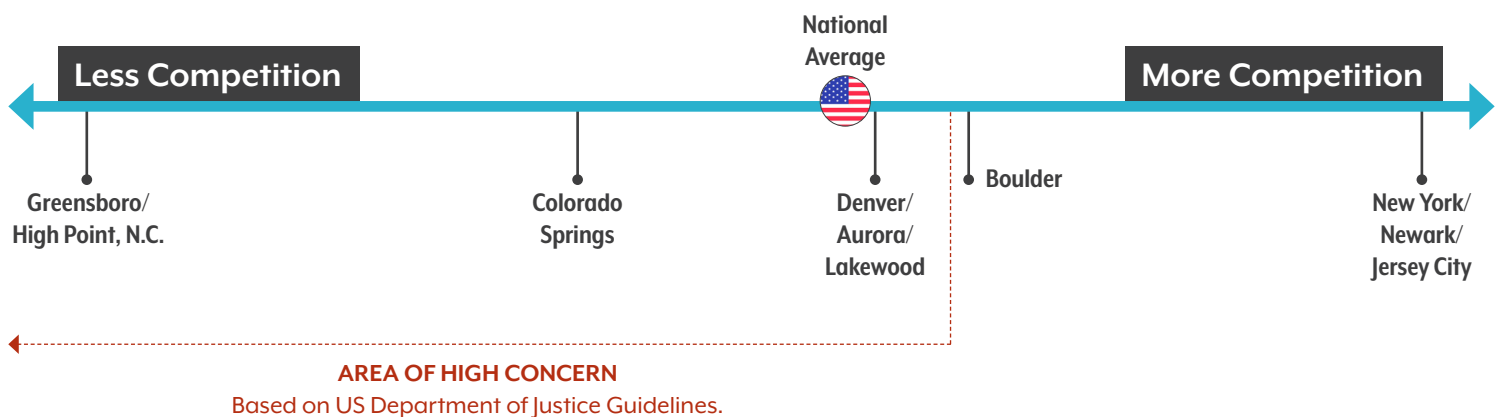 National
Average
Less Competition
More Competition
Greensboro/
High Point, N.C.
Colorado
Springs
Denver/
Aurora/
Lakewood
Boulder
New York/
Newark/
Jersey City
AREA OF HIGH CONCERN
Based on US Department of Justice Guidelines.